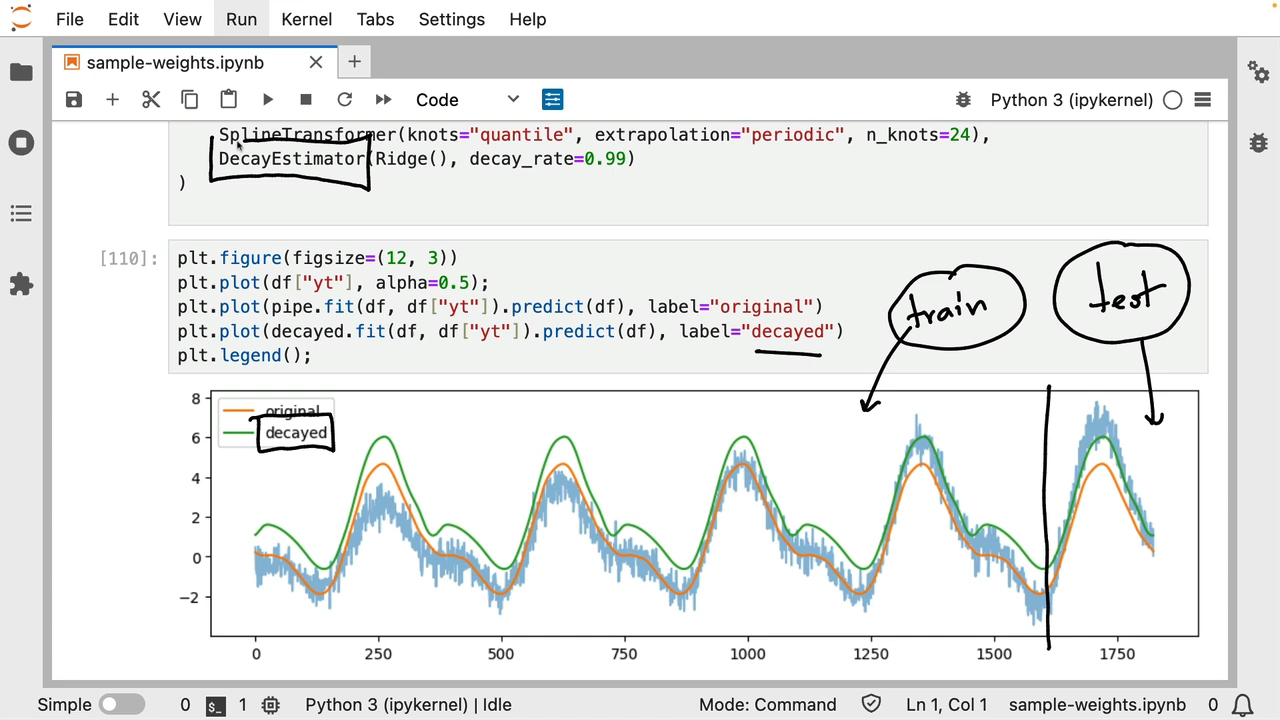 File Edit View Run Kernel Tabs Settings Help
sample-weights.ipynb
Code
Python 3 (ipykernel)
SplineTransformer(knots="quantile", extrapolation="periodic", n_knots=24),
DecayEstimator(Ridge(), decay_rate=0.99)
)
[110]:
plt.figure(figsize=(12, 3))
plt.plot(df["yt"], alpha=0.5);
plt.plot(pipe.fit(df, df["yt"]).predict(df), label="original")
plt.plot(decayed.fit(df, df["yt"]).predict(df), label="decayed")
plt.legend();
train
test
original
decayed
8
6
4
2
0
−2
0 250 500 750 1000 1250 1500 1750
Simple 0 $_ 1 Python 3 (ipykernel) | Idle Mode: Command Ln 1, Col 1 sample-weights.ipynb 0